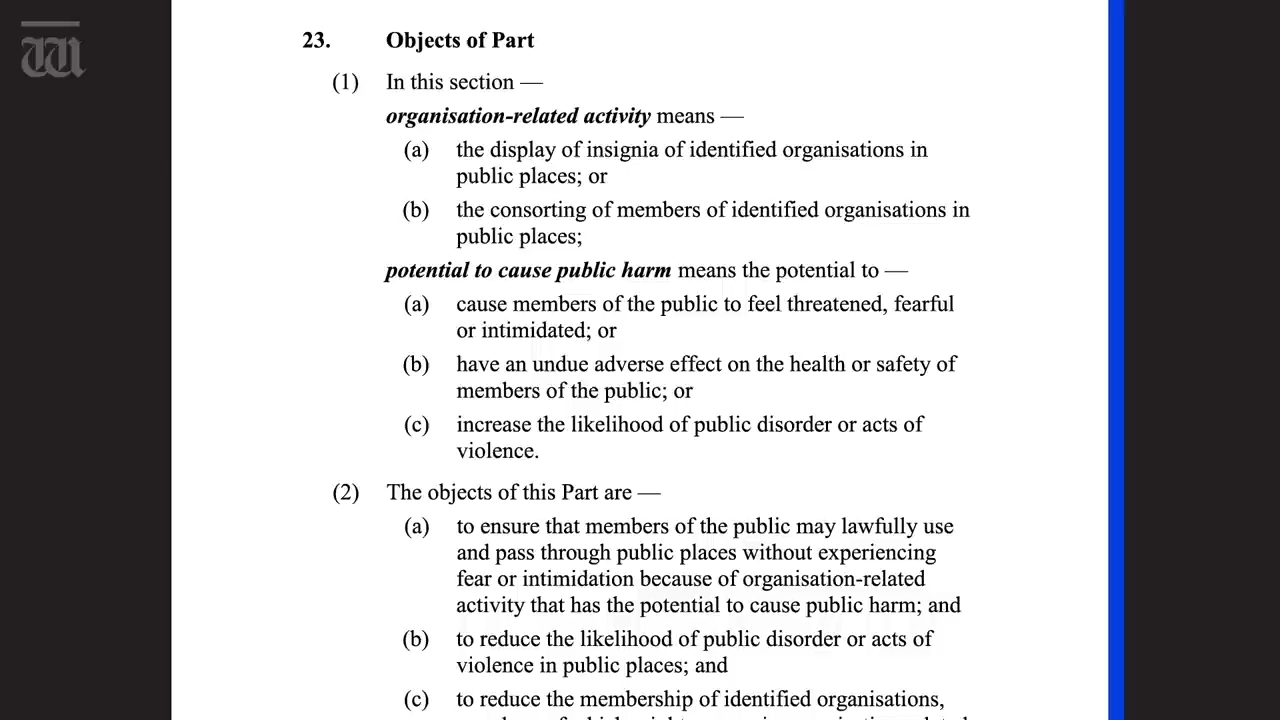 23. Objects of Part
(1) In this section —
organisation-related activity means —
(a) the display of insignia of identified organisations in
public places; or
(b) the consorting of members of identified organisations in
public places;
potential to cause public harm means the potential to —
(a) cause members of the public to feel threatened, fearful
or intimidated; or
(b) have an undue adverse effect on the health or safety of
members of the public; or
(c) increase the likelihood of public disorder or acts of
violence.
(2) The objects of this Part are —
(a) to ensure that members of the public may lawfully use
and pass through public places without experiencing
fear or intimidation because of organisation-related
activity that has the potential to cause public harm; and
(b) to reduce the likelihood of public disorder or acts of
violence in public places; and
(c) to reduce the membership of identified organisations,